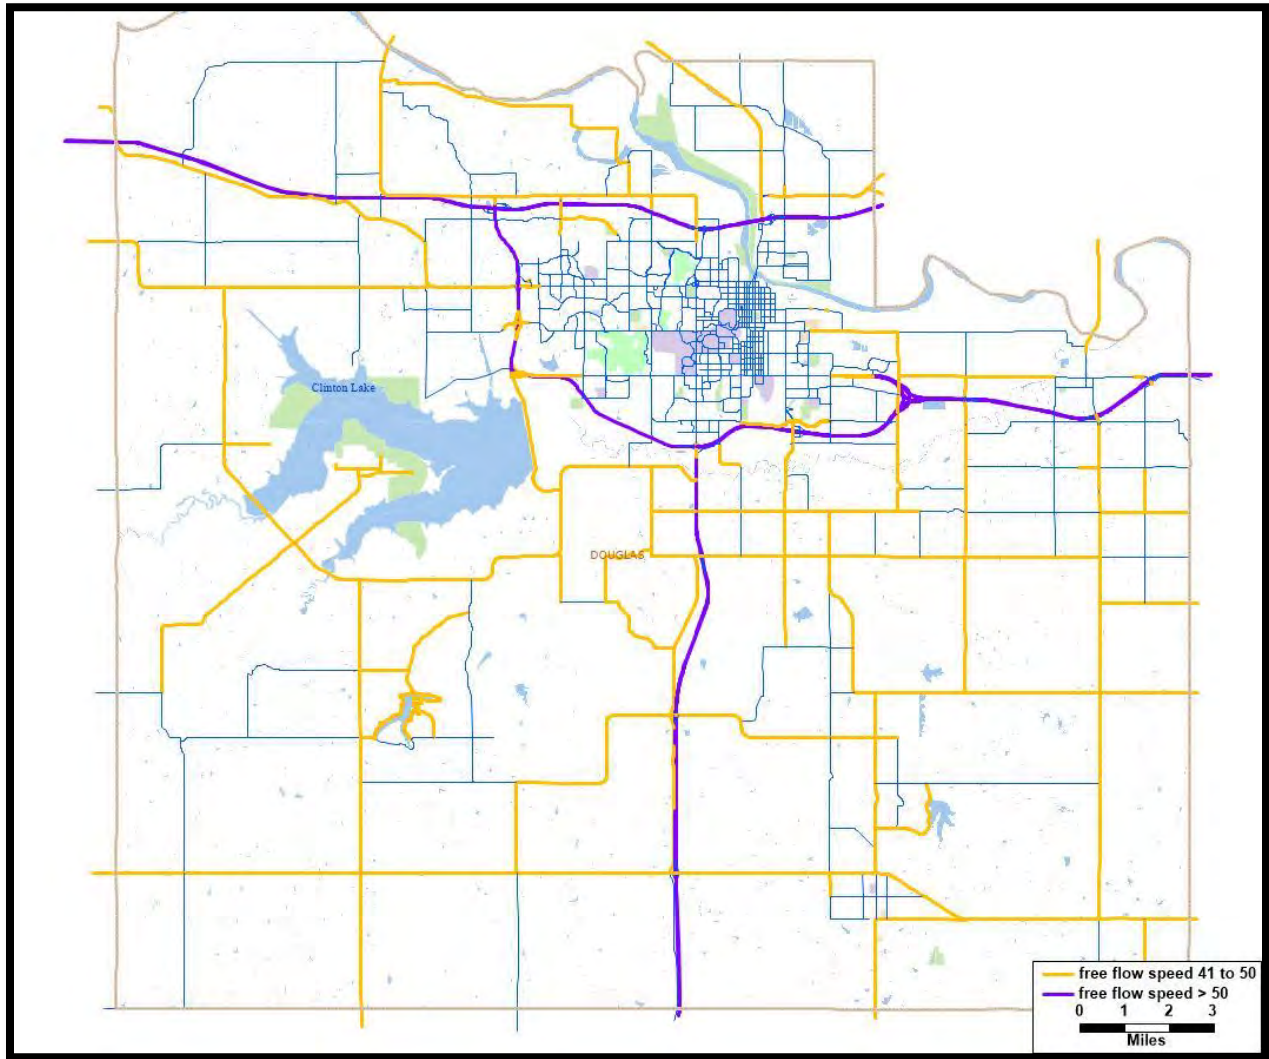 Clinton Lake
DOUGLAS
free flow speed 41 to 50
free flow speed > 50
0 1 2 3
Miles